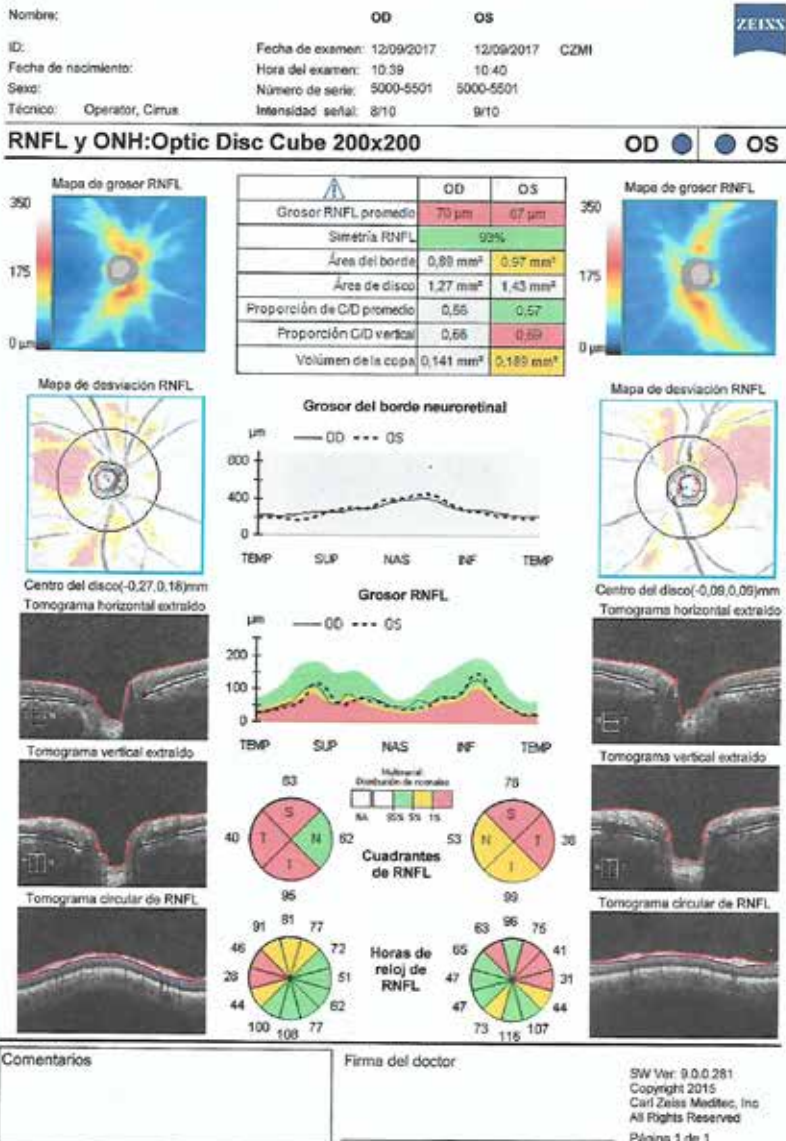 Nombre:
OD OS
ZEISS
ID:
Fecha de examen: 12/09/2017 12/09/2017 CZMI
Fecha de nacimiento:
Hora del examen: 10:39 10:40
Sexo:
Número de serie: 5000-5501 5000-5501
Técnico: Operator, Cirrus
Intensidad señal: 8/10 9/10
RNFL y ONH:Optic Disc Cube 200x200 OD OS
Mapa de grosor RNFL
350
175
0 µm
OD OS
Grosor RNFL promedio 70 µm 67 µm
Simetría RNFL 93%
Área del borde 0,89 mm² 0,97 mm²
Área de disco 1,27 mm² 1,43 mm²
Proporción de C/D promedio 0,56 0,57
Proporción C/D vertical 0,56 0,59
Volúmen de la copa 0,141 mm³ 0,189 mm³
Mapa de grosor RNFL
350
175
0 µm
Mapa de desviación RNFL
Centro del disco(-0,27,0,18)mm
Grosor del borde neuroretinal
µm OD OS
800
400
0
TEMP SUP NAS INF TEMP
Mapa de desviación RNFL
Centro del disco(-0,09,0,09)mm
Tomograma horizontal extraído
Grosor RNFL
µm OD OS
200
100
0
TEMP SUP NAS INF TEMP
Tomograma horizontal extraído
Tomograma vertical extraído
Tomograma vertical extraído
83
40 S T N I 62
95
Distribución de normales
NA 95% 5% 1%
Cuadrantes
de RNFL
78
53 S N T I 38
99
Tomograma circular de RNFL
Tomograma circular de RNFL
91 81 77
46 72
28 51
44 62
100 108 77
Horas de
reloj de
RNFL
63 96 75
65 41
47 31
47 44
73 116 107
Comentarios
Firma del doctor
SW Ver: 9.0.0.281
Copyright 2015
Carl Zeiss Meditec, Inc
All Rights Reserved
Página 1 de 1